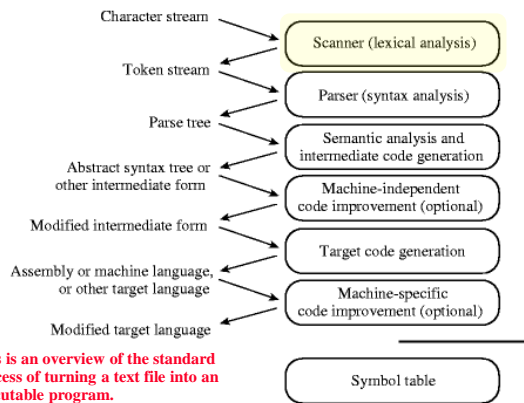 Character stream
Scanner (lexical analysis)
Token stream
Parser (syntax analysis)
Parse tree
Semantic analysis and
intermediate code generation
Abstract syntax tree or
other intermediate form
Machine-independent
code improvement (optional)
Modified intermediate form
Target code generation
Assembly or machine language,
or other target language
Machine-specific
code improvement (optional)
Modified target language
is an overview of the standard
of turning a text file into an
program.
Symbol table